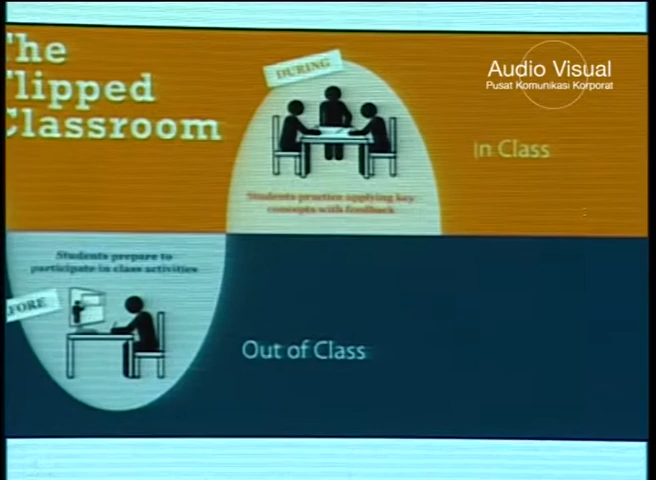 The
Flipped
Classroom
DURING
Audio Visual
Pusat Komunikasi Korporat
In Class
Students practice applying key
concepts with feedback
Students prepare to
participate in class activities
FORE
Out of Class